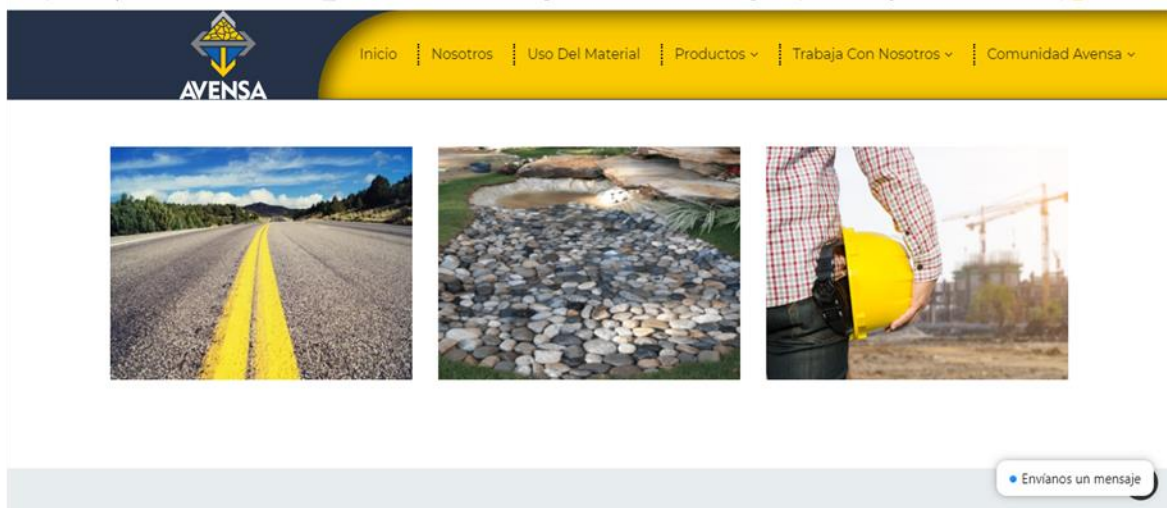 AVENSA
Inicio Nosotros Uso Del Material Productos Trabaja Con Nosotros Comunidad Avensa
Envíanos un mensaje